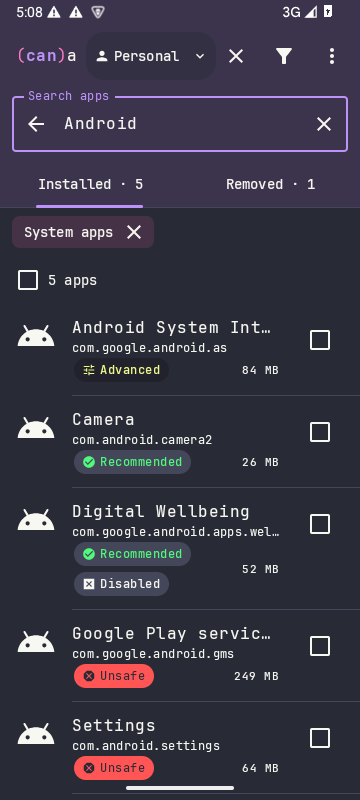 5:08
3G
(can)a
Personal
Search apps
Android
Installed · 5
Removed · 1
System apps
5 apps
Android System Int…
com.google.android.as
Advanced
84 MB
Camera
com.android.camera2
Recommended
26 MB
Digital Wellbeing
com.google.android.apps.wel…
Recommended
52 MB
Disabled
Google Play servic…
com.google.android.gms
Unsafe
249 MB
Settings
com.android.settings
Unsafe
64 MB